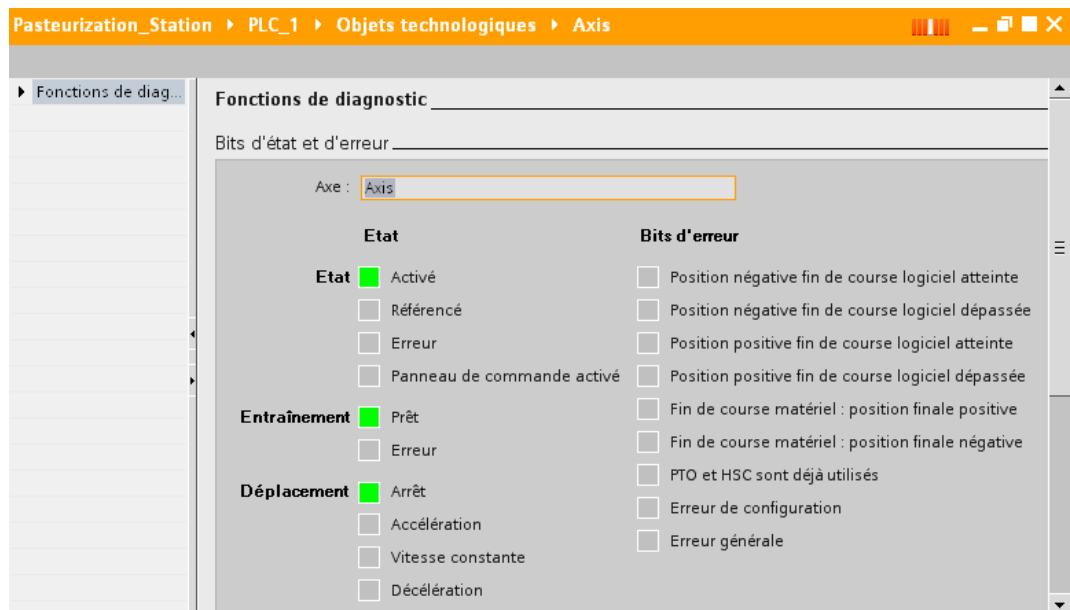 Pasteurization_Station ▸ PLC_1 ▸ Objets technologiques ▸ Axis
Fonctions de diag...
Fonctions de diagnostic
Bits d'état et d'erreur
Axe : Axis
Etat Bits d'erreur
Etat Activé Position négative fin de course logiciel atteinte
Référencé Position négative fin de course logiciel dépassée
Erreur Position positive fin de course logiciel atteinte
Panneau de commande activé Position positive fin de course logiciel dépassée
Entraînement Prêt Fin de course matériel : position finale positive
Erreur Fin de course matériel : position finale négative
PTO et HSC sont déjà utilisés
Déplacement Arrêt Erreur de configuration
Accélération Erreur générale
Vitesse constante
Décélération